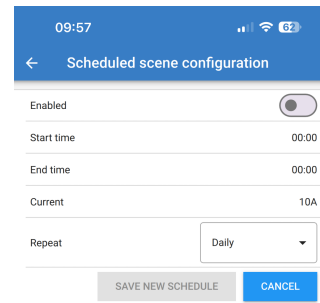 09:57 62
Scheduled scene configuration
Enabled
Start time 00:00
End time 00:00
Current 10A
Repeat Daily
SAVE NEW SCHEDULE CANCEL